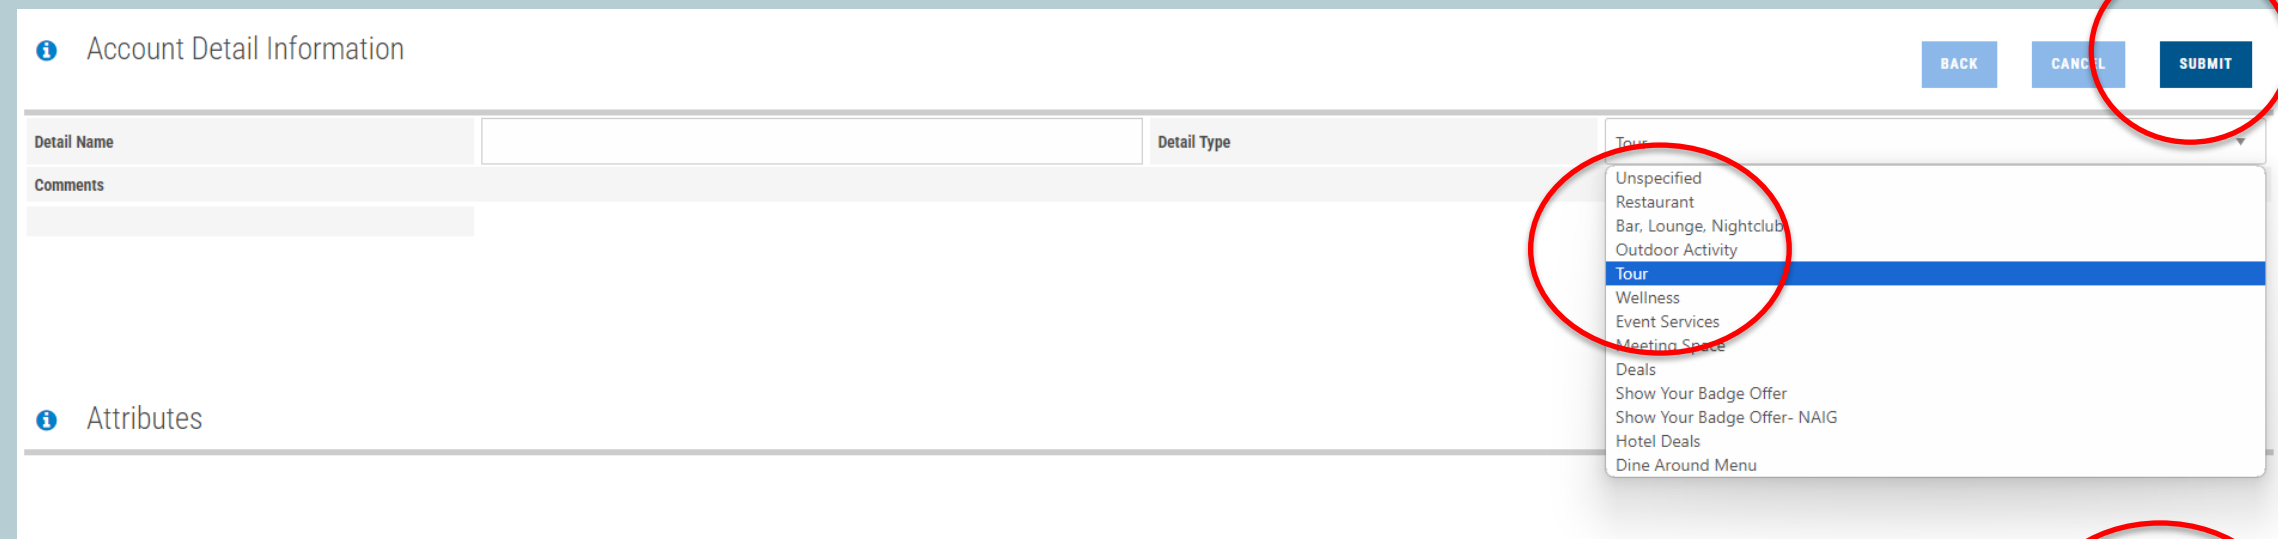 Account Detail Information
BACK
CANCEL
SUBMIT
Detail Name
Detail Type
Tour
Comments
Unspecified
Restaurant
Bar, Lounge, Nightclub
Outdoor Activity
Tour
Wellness
Event Services
Meeting Space
Deals
Show Your Badge Offer
Show Your Badge Offer- NAIG
Hotel Deals
Dine Around Menu
Attributes